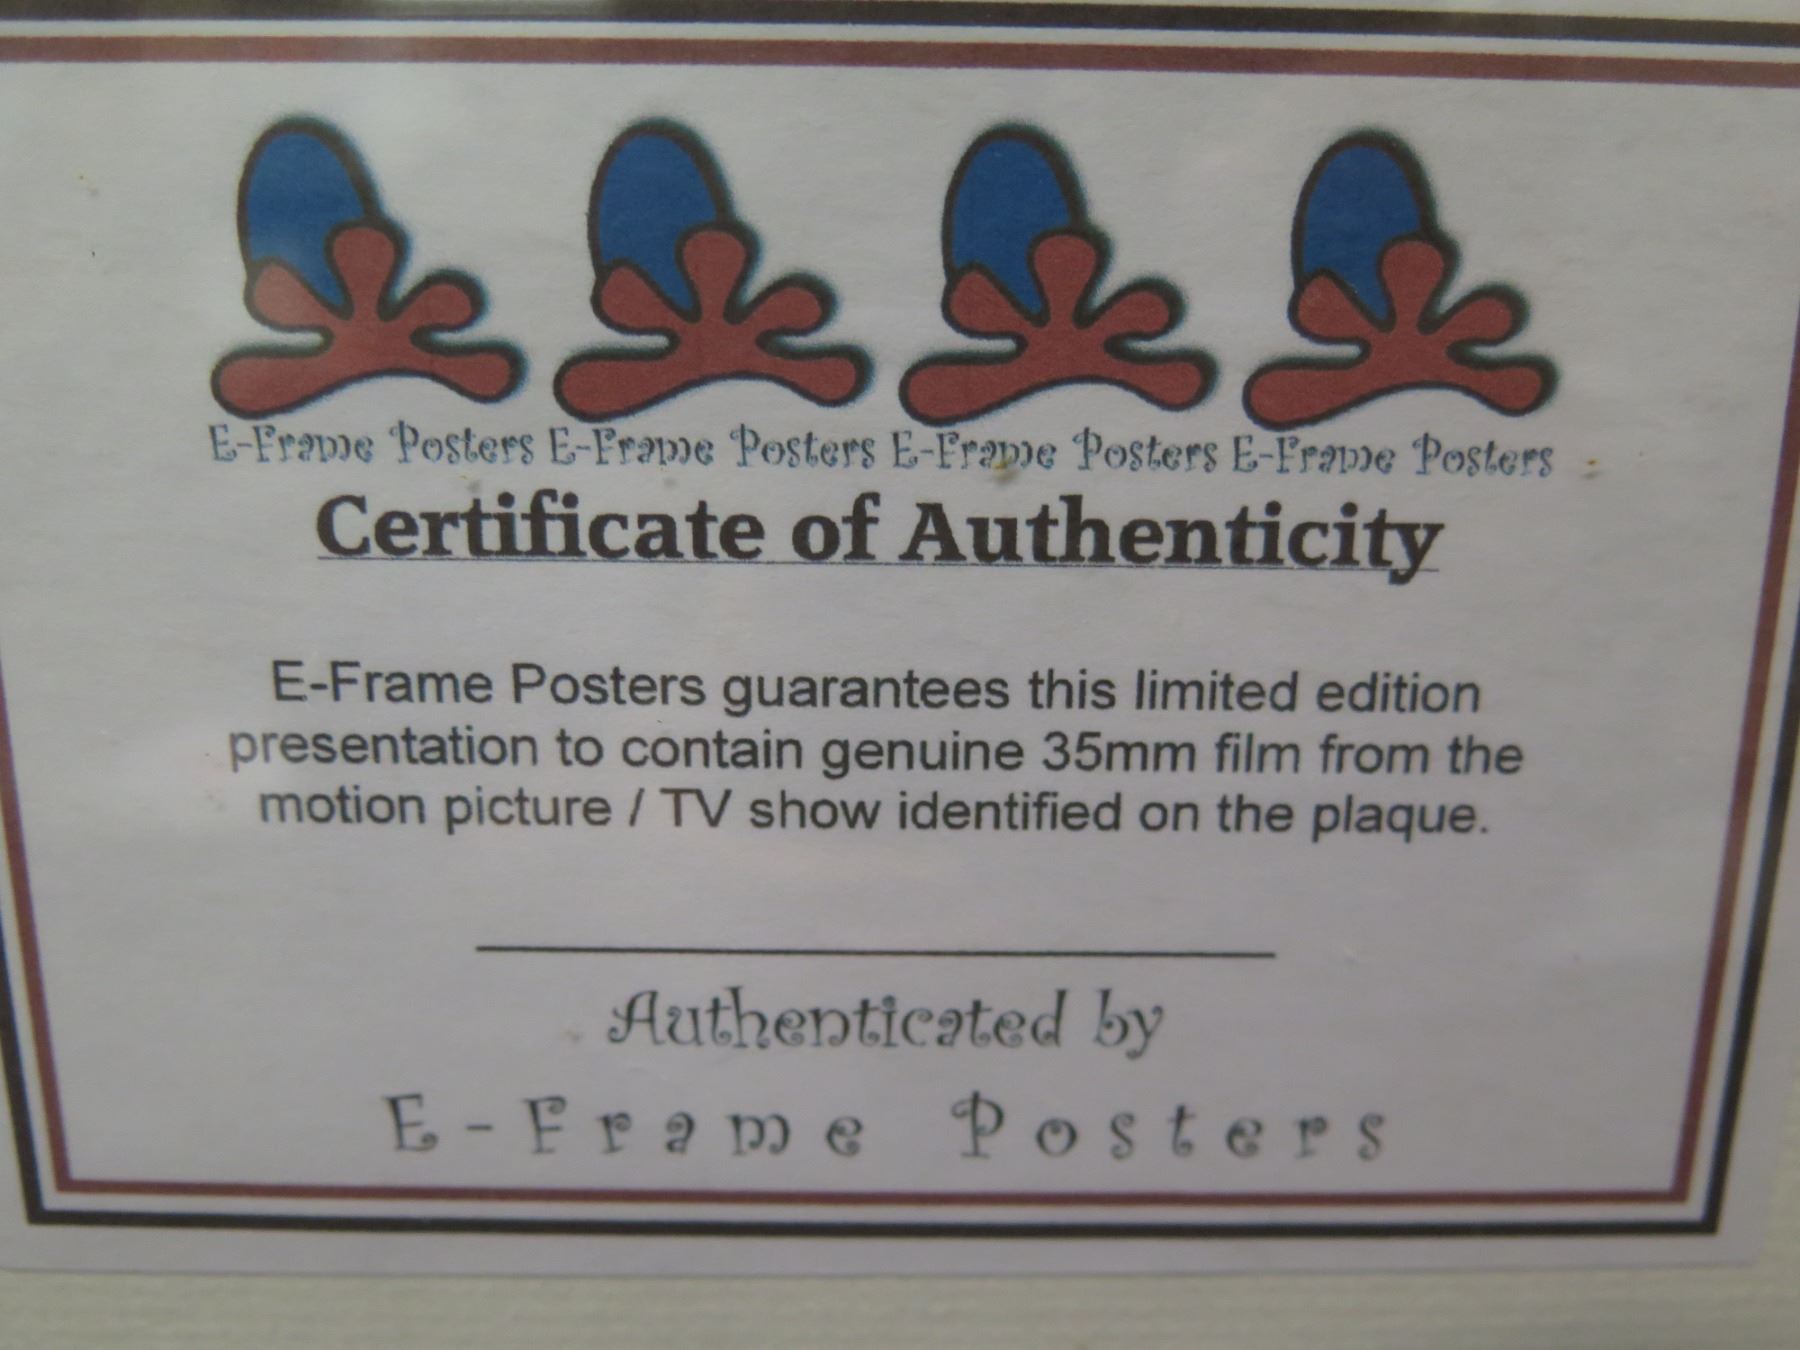 E-Frame Posters E-Frame Posters E-Frame Posters E-Frame Posters
Certificate of Authenticity
E-Frame Posters guarantees this limited edition
presentation to contain genuine 35mm film from the
motion picture / TV show identified on the plaque.
Authenticated by
E-Frame Posters